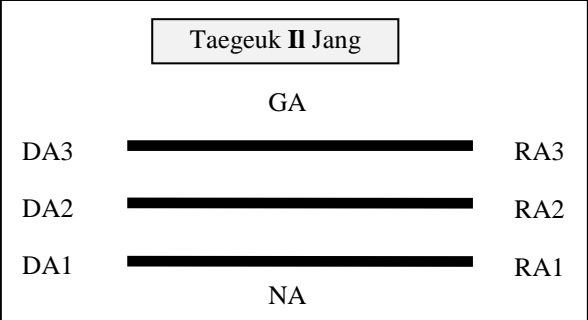 Taegeuk Il Jang
GA
DA3 RA3
DA2 RA2
DA1 RA1
NA